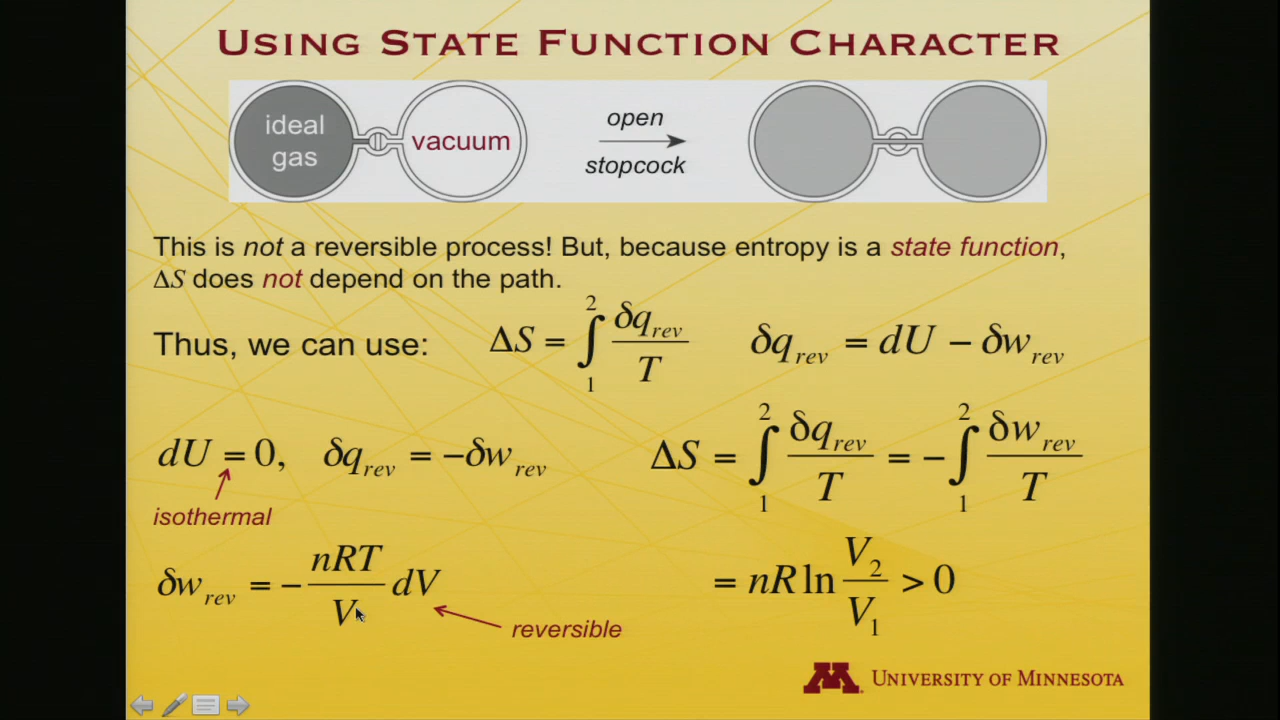 USING STATE FUNCTION CHARACTER
ideal gas
vacuum
open
stopcock
This is not a reversible process! But, because entropy is a state function,
ΔS does not depend on the path.
Thus, we can use: ΔS = ∫₁² δq_rev / T δq_rev = dU − δw_rev
dU = 0, δq_rev = −δw_rev ΔS = ∫₁² δq_rev / T = −∫₁² δw_rev / T
isothermal
δw_rev = − nRT / V dV = nR ln V₂ / V₁ > 0
reversible
M UNIVERSITY OF MINNESOTA